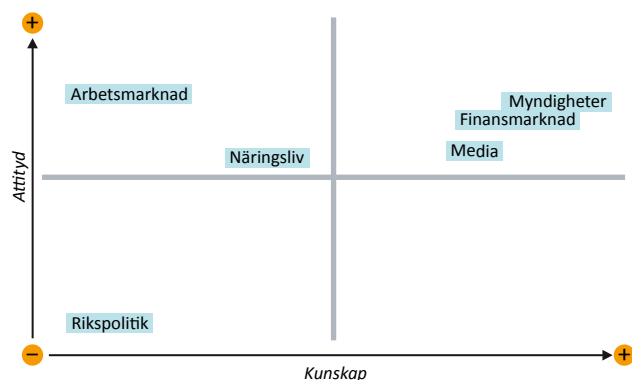 +
Arbetsmarknad
Myndigheter
Finansmarknad
Näringsliv
Media
Attityd
Rikspolitik
−
+
Kunskap